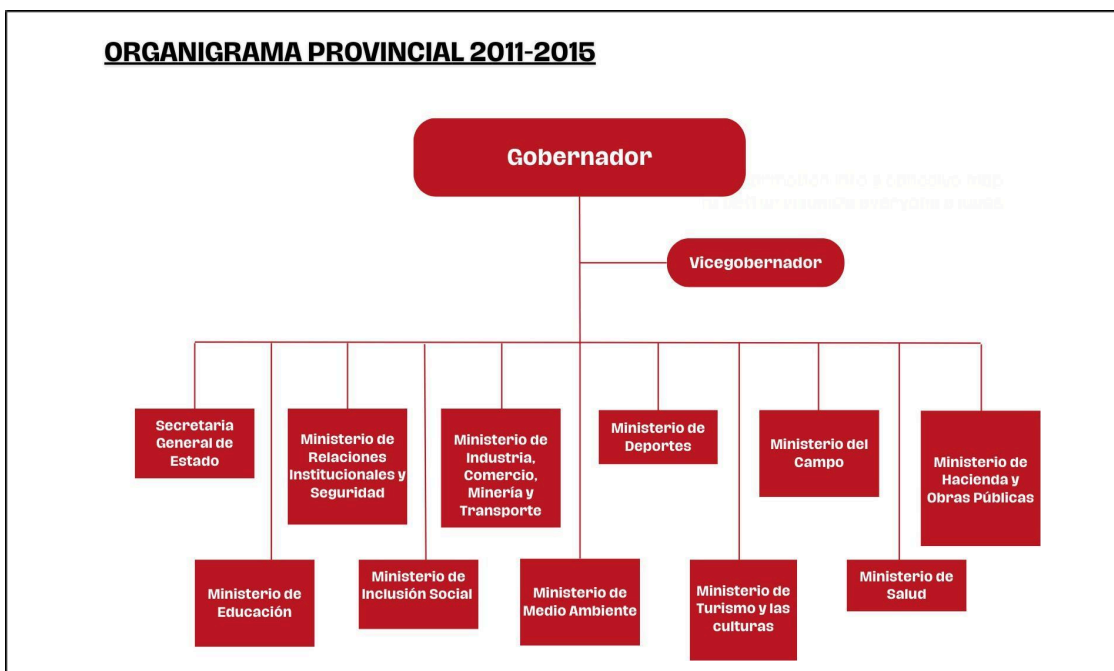 ORGANIGRAMA PROVINCIAL 2011-2015
Gobernador
Vicegobernador
Secretaria
General de
Estado
Ministerio de
Relaciones
Institucionales y
Seguridad
Ministerio de
Industria,
Comercio,
Minería y
Transporte
Ministerio de
Deportes
Ministerio del
Campo
Ministerio de
Hacienda y
Obras Públicas
Ministerio de
Educación
Ministerio de
Inclusión Social
Ministerio de
Medio Ambiente
Ministerio de
Turismo y las
culturas
Ministerio de
Salud